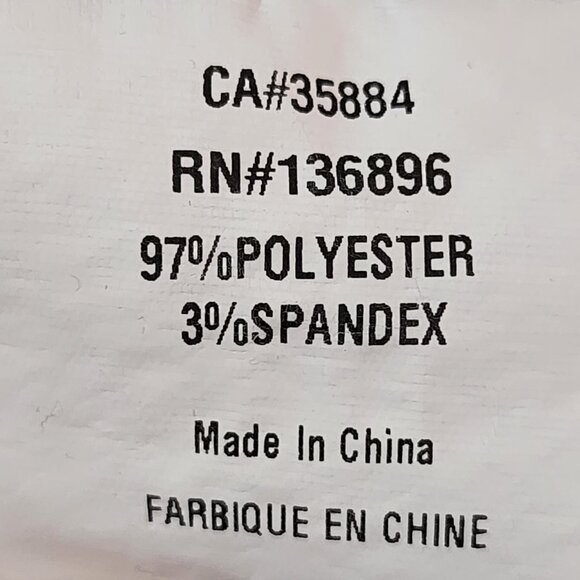 CA#35884
RN#136896
97%POLYESTER
3%SPANDEX
Made In China
FARBIQUE EN CHINE